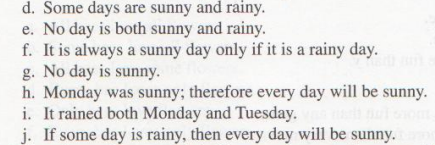 d. Some days are sunny and rainy.
e. No day is both sunny and rainy.
f. It is always a sunny day only if it is a rainy day.
g. No day is sunny.
h. Monday was sunny; therefore every day will be sunny.
i. It rained both Monday and Tuesday.
j. If some day is rainy, then every day will be sunny.